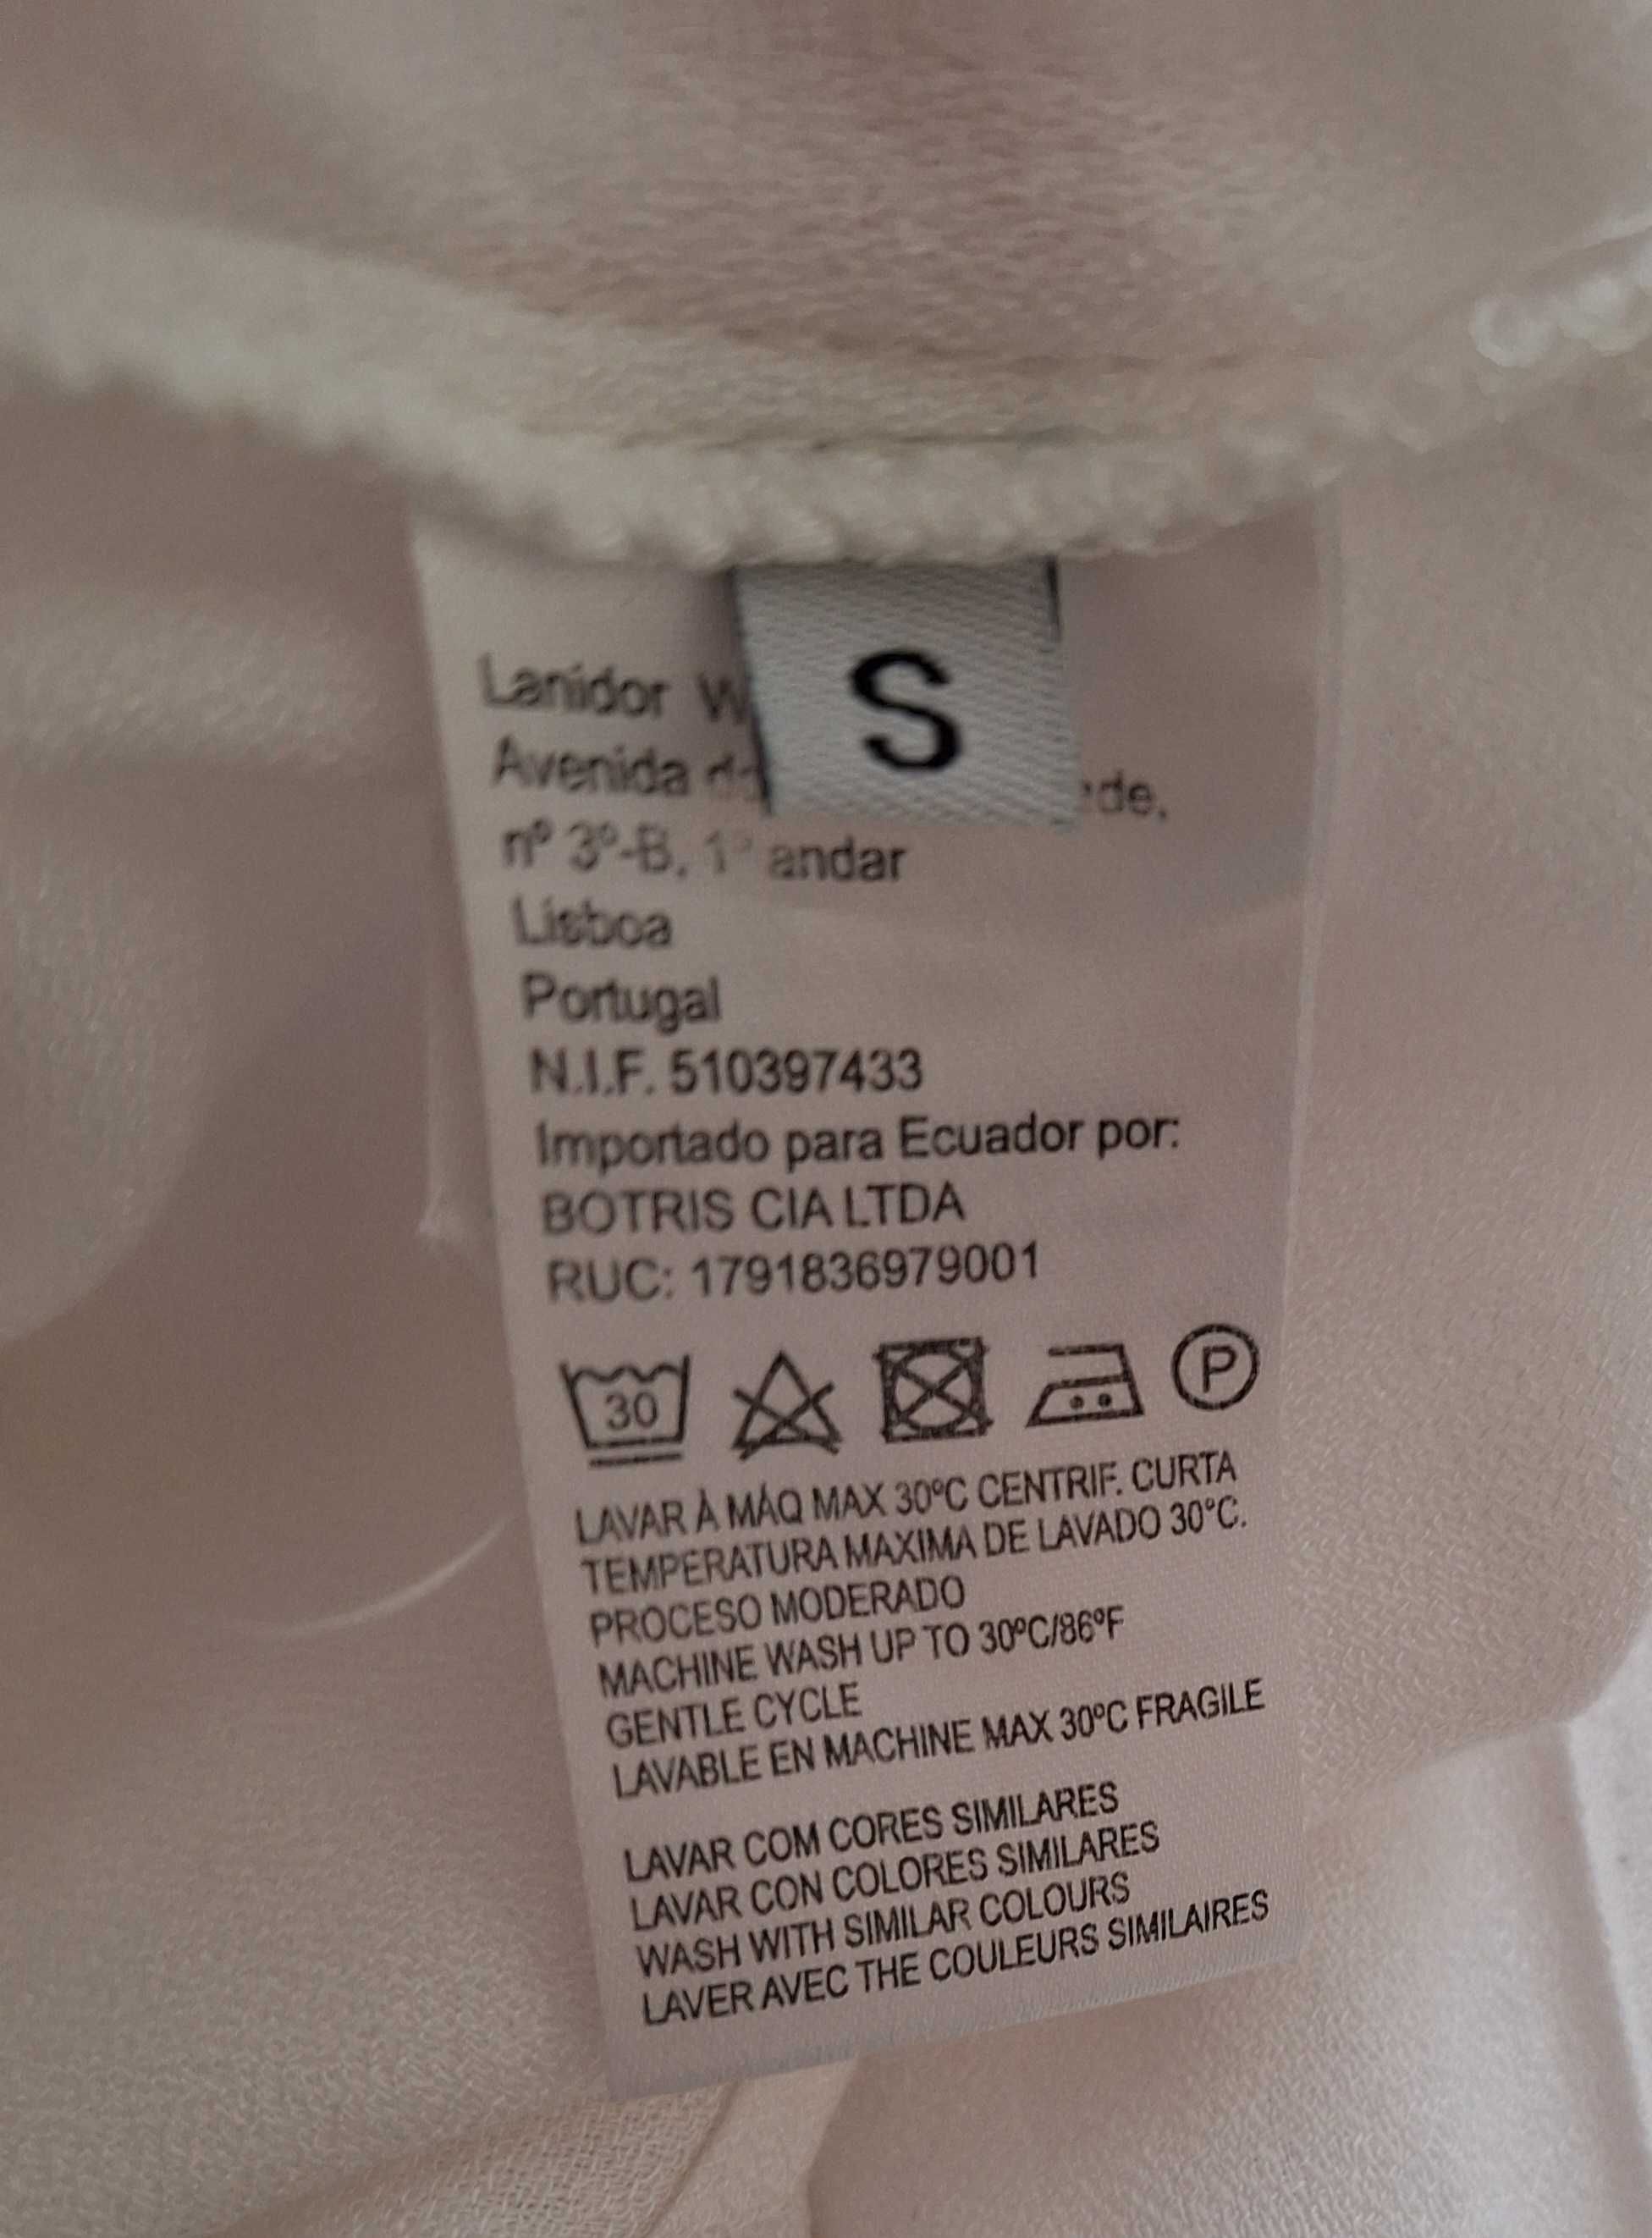 S
Lanidor
Avenida
nº 3º-B, 1º andar
Lisboa
Portugal
N.I.F. 510397433
Importado para Ecuador por:
BOTRIS CIA LTDA
RUC: 1791836979001
30 P
LAVAR À MÁQ MAX 30ºC CENTRIF. CURTA
TEMPERATURA MAXIMA DE LAVADO 30°C.
PROCESO MODERADO
MACHINE WASH UP TO 30ºC/86ºF
GENTLE CYCLE
LAVABLE EN MACHINE MAX 30ºC FRAGILE
LAVAR COM CORES SIMILARES
LAVAR CON COLORES SIMILARES
WASH WITH SIMILAR COLOURS
LAVER AVEC THE COULEURS SIMILAIRES